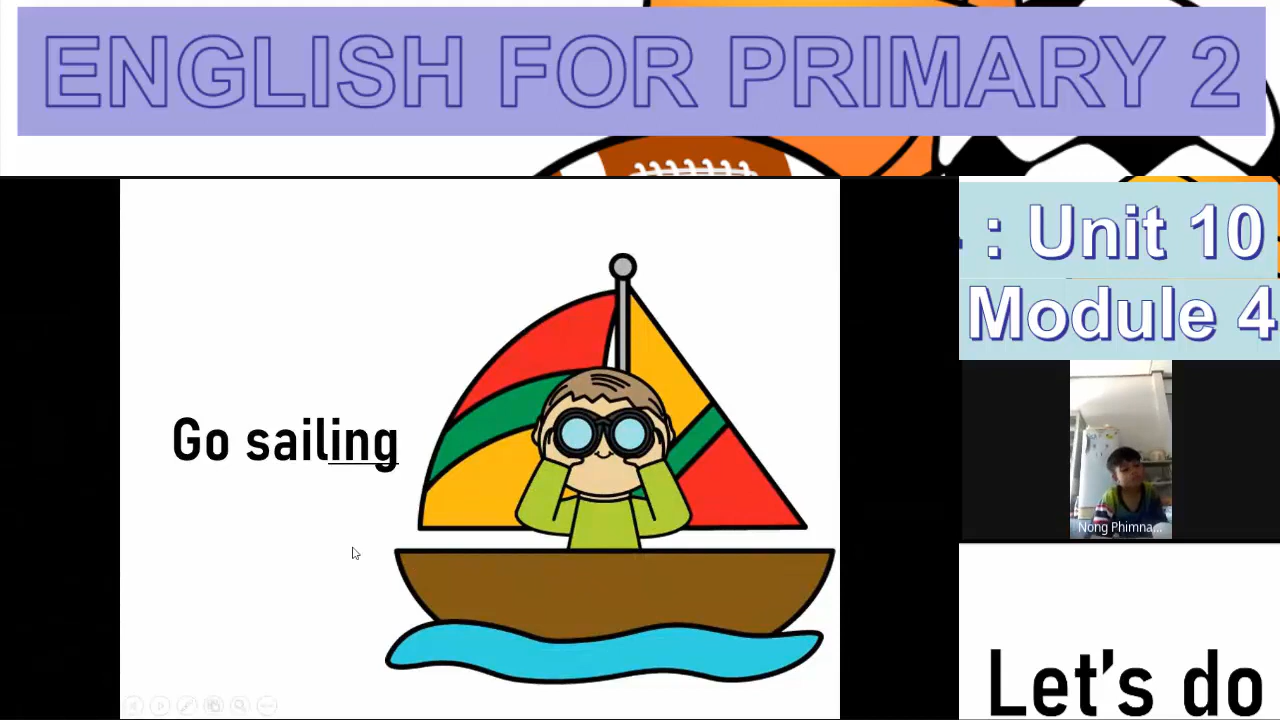 ENGLISH FOR PRIMARY 2
: Unit 10
Module 4
Go sailing
Nong Phimna...
Let's do